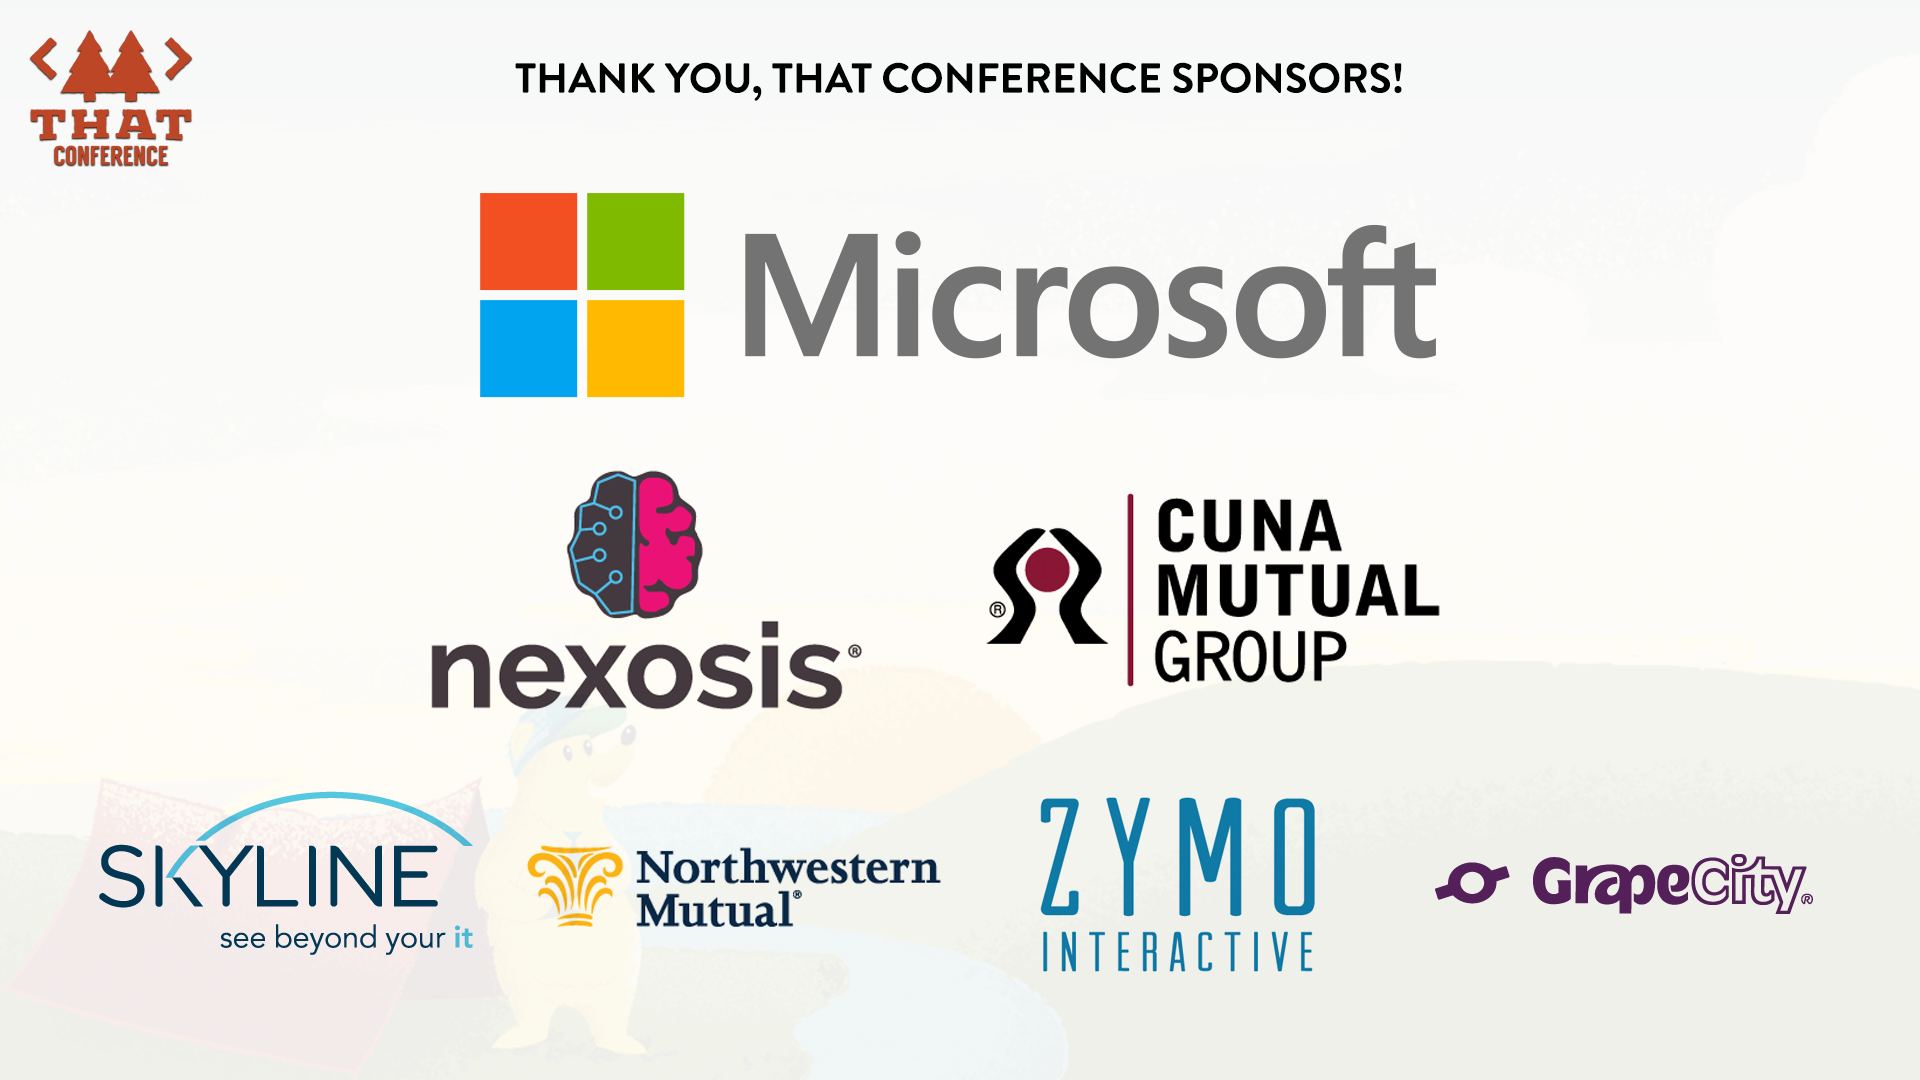 THAT
CONFERENCE
THANK YOU, THAT CONFERENCE SPONSORS!
Microsoft
nexosis®
®
CUNA
MUTUAL
GROUP
SKYLINE
see beyond your it
Northwestern
Mutual®
ZYMO
INTERACTIVE
GrapeCity®